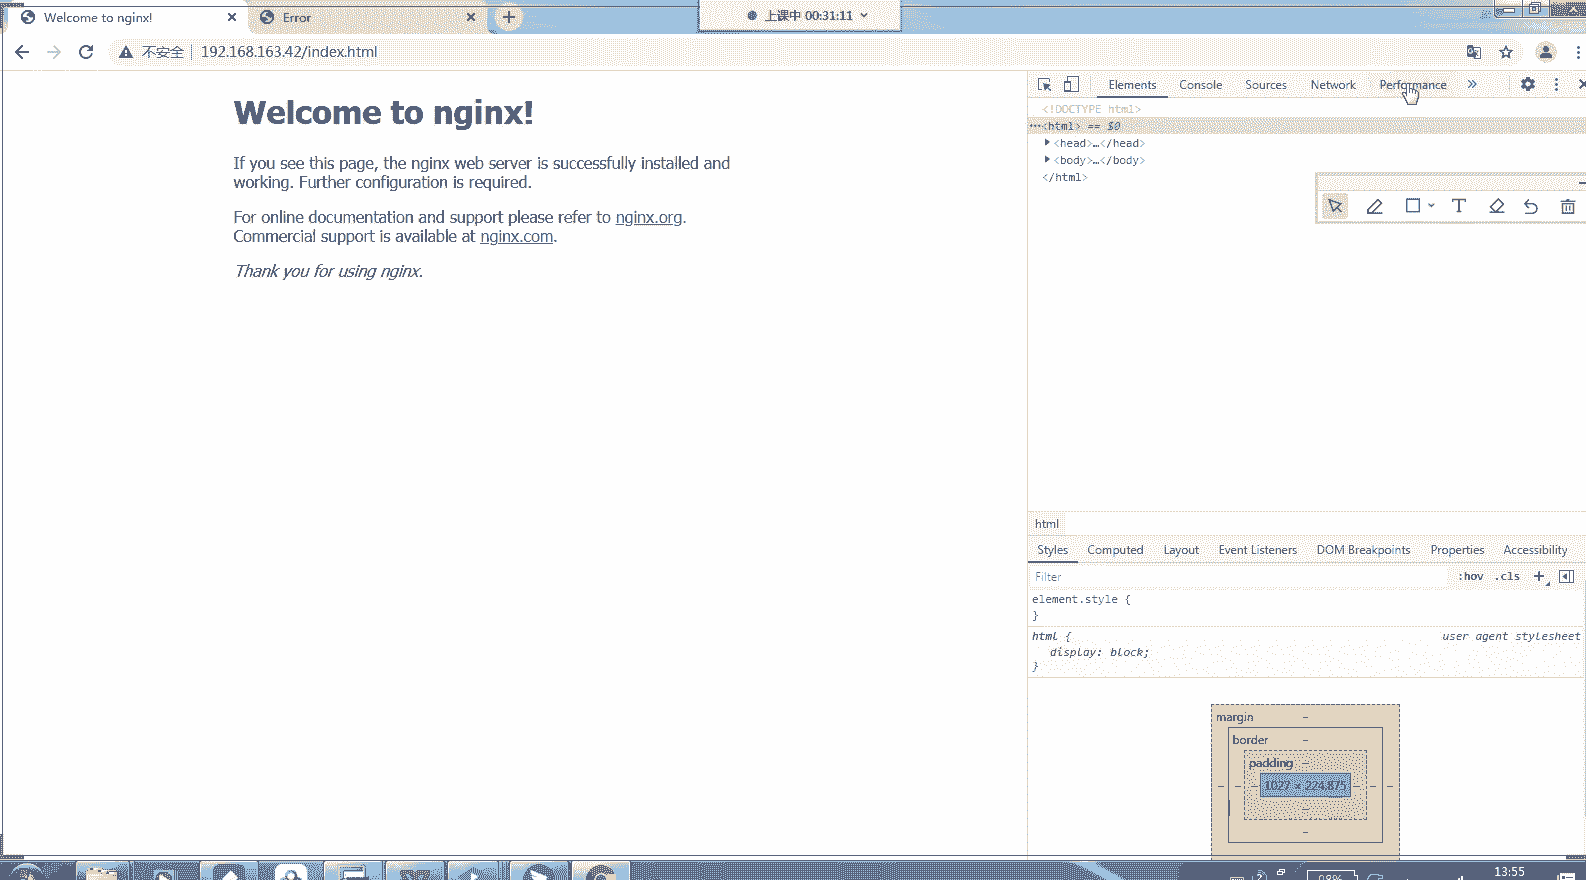 Welcome to nginx!
Error
上课中 00:31:11
不安全
192.168.163.42/index.html
Welcome to nginx!
If you see this page, the nginx web server is successfully installed and
working. Further configuration is required.
For online documentation and support please refer to nginx.org.
Commercial support is available at nginx.com.
Thank you for using nginx.
Elements Console Sources Network Performance
<!DOCTYPE html>
<html> == $0
<head>…</head>
<body>…</body>
</html>
html
Styles Computed Layout Event Listeners DOM Breakpoints Properties Accessibility
Filter
:hov .cls
element.style {
}
html { user agent stylesheet
display: block;
}
margin
border
padding
1027 × 224.875
98%
13:55